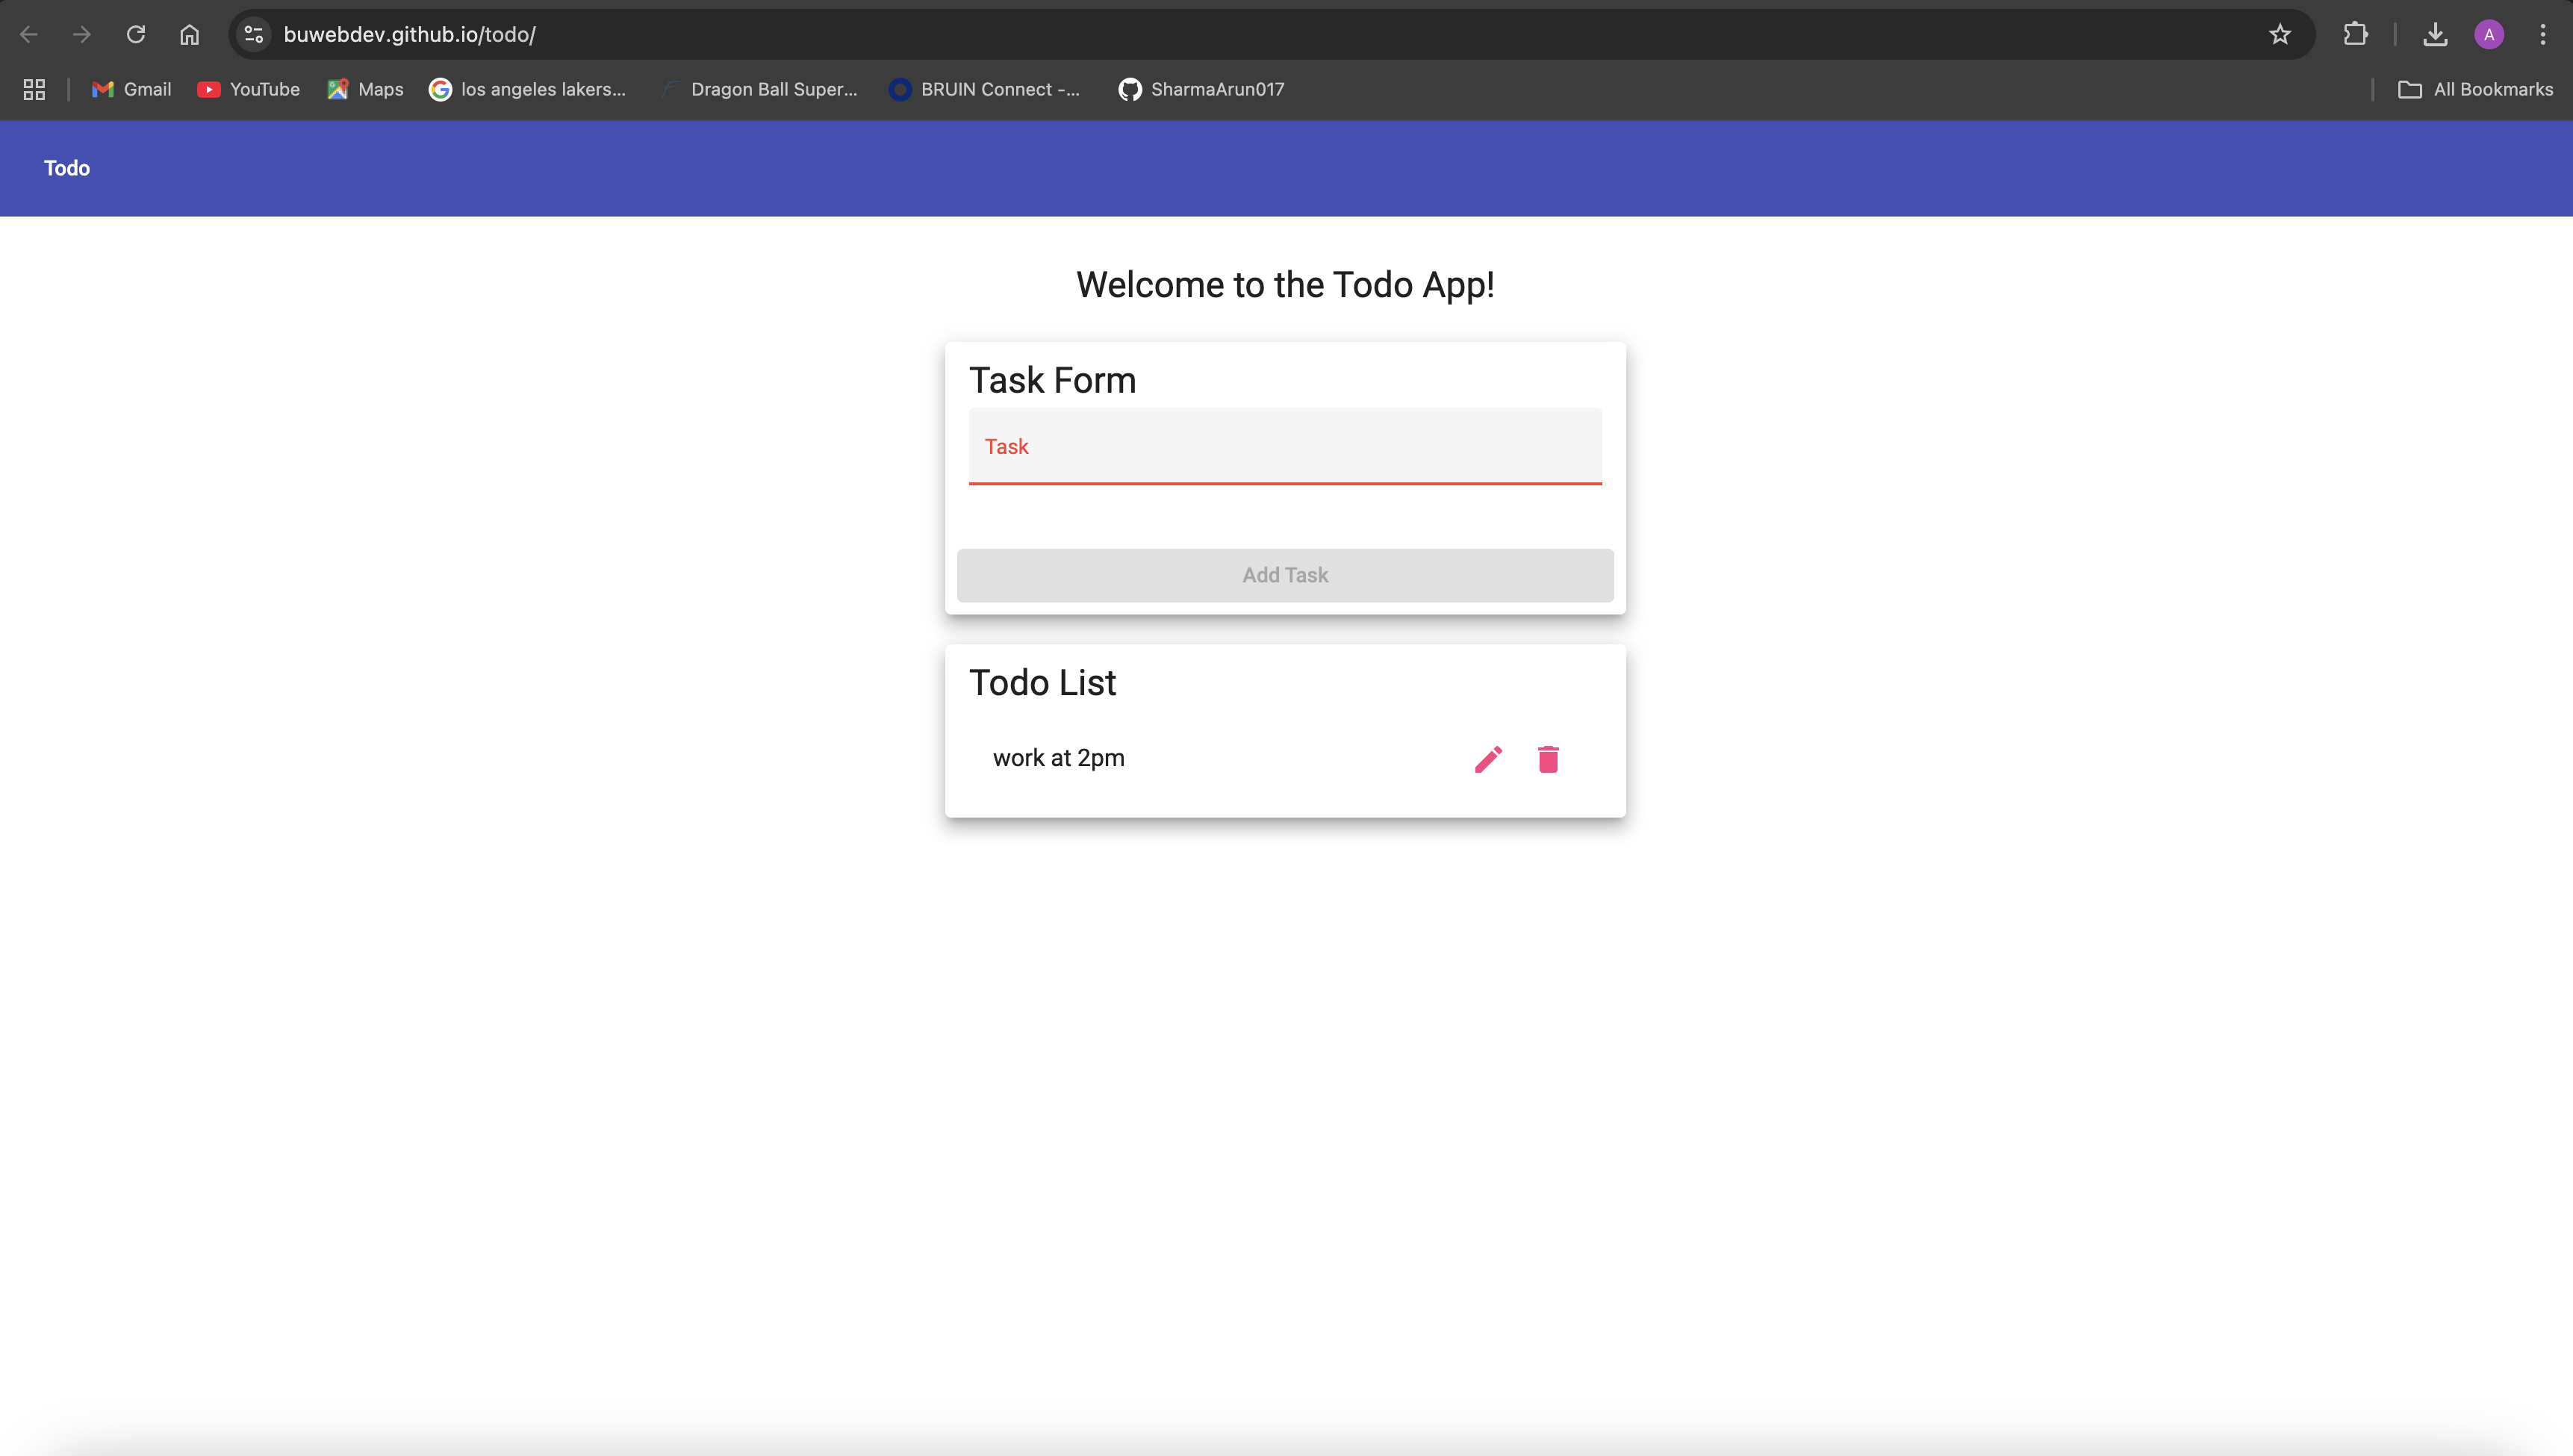 buwebdev.github.io/todo/
Gmail YouTube Maps los angeles lakers... Dragon Ball Super... BRUIN Connect -... SharmaArun017 All Bookmarks
A
Todo
Welcome to the Todo App!
Task Form
Task
Add Task
Todo List
work at 2pm